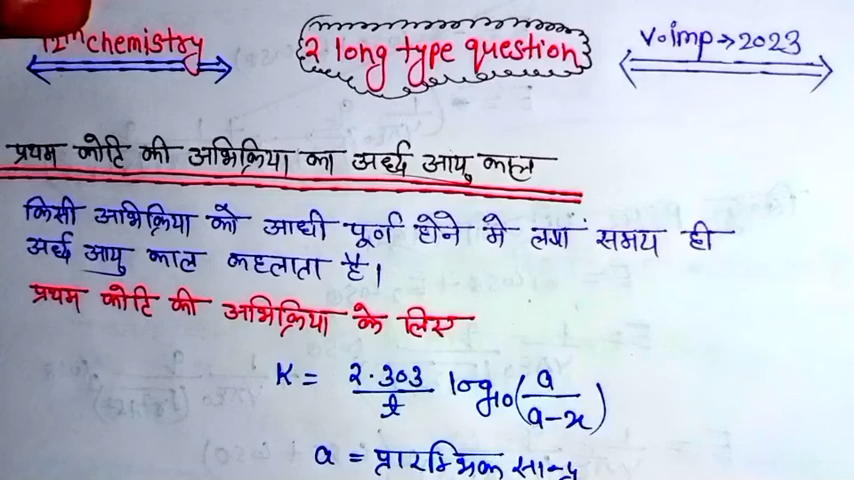 12th chemistry
2 long type question
V.imp→2023
प्रथम कोटि की अभिक्रिया का अर्द्ध आयु काल
किसी अभिक्रिया को आधी पूर्ण होने मे लगा समय ही
अर्द्ध आयु काल कहलाता है।
प्रथम कोटि की अभिक्रिया के लिए
K = 2.303/t log₁₀(a/a-x)
a = प्रारम्भिक सान्द्र